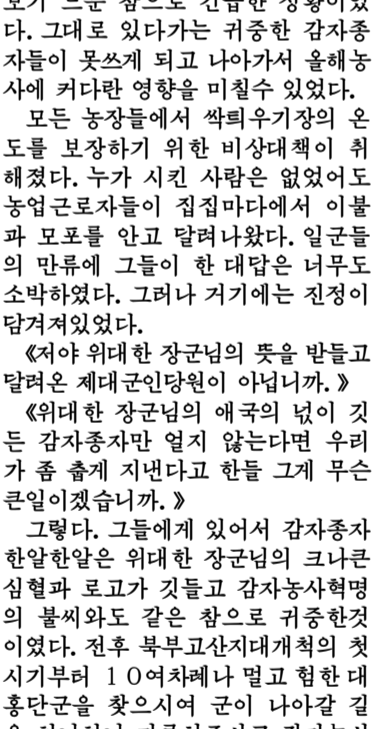 보기 드문 참으로 긴급한 정황이였
다. 그대로 있다가는 귀중한 감자종
자들이 못쓰게 되고 나아가서 올해농
사에 커다란 영향을 미칠수 있었다.
모든 농장들에서 싹틔우기장의 온
도를 보장하기 위한 비상대책이 취
해졌다. 누가 시킨 사람은 없었어도
농업근로자들이 집집마다에서 이불
과 모포를 안고 달려나왔다. 일군들
의 만류에 그들이 한 대답은 너무도
소박하였다. 그러나 거기에는 진정이
담겨져있었다.
《저야 위대한 장군님의 뜻을 받들고
달려온 제대군인당원이 아닙니까. 》
《위대한 장군님의 애국의 넋이 깃
든 감자종자만 얼지 않는다면 우리
가 좀 춥게 지낸다고 한들 그게 무슨
큰일이겠습니까. 》
그렇다. 그들에게 있어서 감자종자
한알한알은 위대한 장군님의 크나큰
심혈과 로고가 깃들고 감자농사혁명
의 불씨와도 같은 참으로 귀중한것
이였다. 전후 북부고산지대개척의 첫
시기부터 １０여차례나 멀고 험한 대
홍단군을 찾으시여 군이 나아갈 길